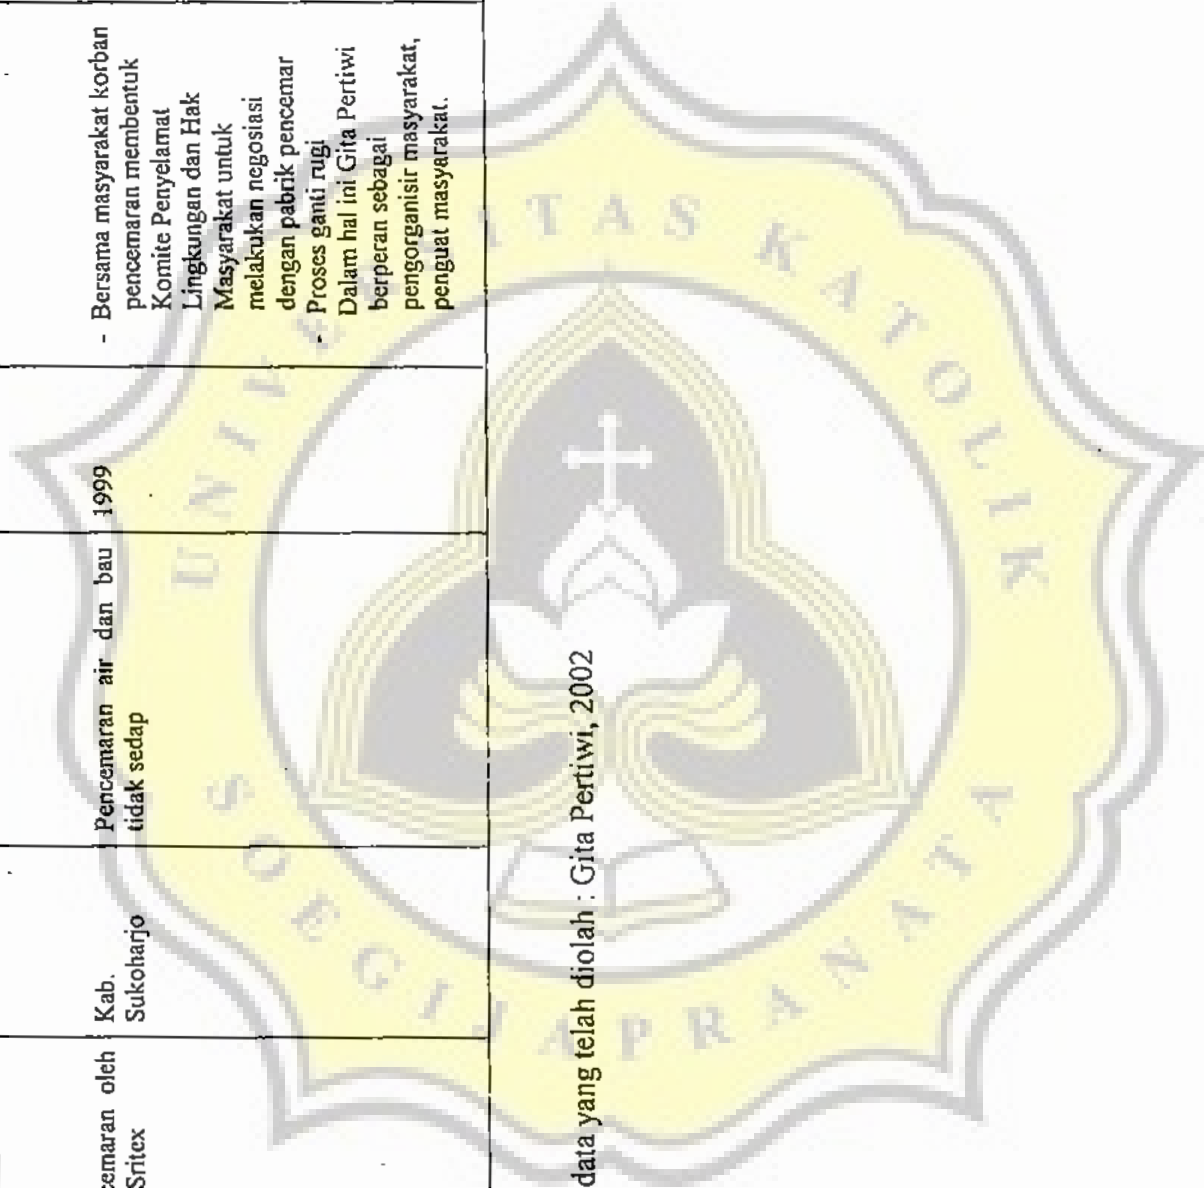 cemaran oleh
Sritex
Kab.
Sukoharjo
Pencemaran air dan bau
tidak sedap
1999
- Bersama masyarakat korban
pencemaran membentuk
Komite Penyelamat
Lingkungan dan Hak
Masyarakat untuk
melakukan negosiasi
dengan pabrik pencemar
- Proses ganti rugi
Dalam hal ini Gita Pertiwi
berperan sebagai
pengorganisir masyarakat,
penguat masyarakat.
data yang telah diolah : Gita Pertiwi, 2002
UNIVERSITAS KATOLIK
SOEGIJAPRANATA